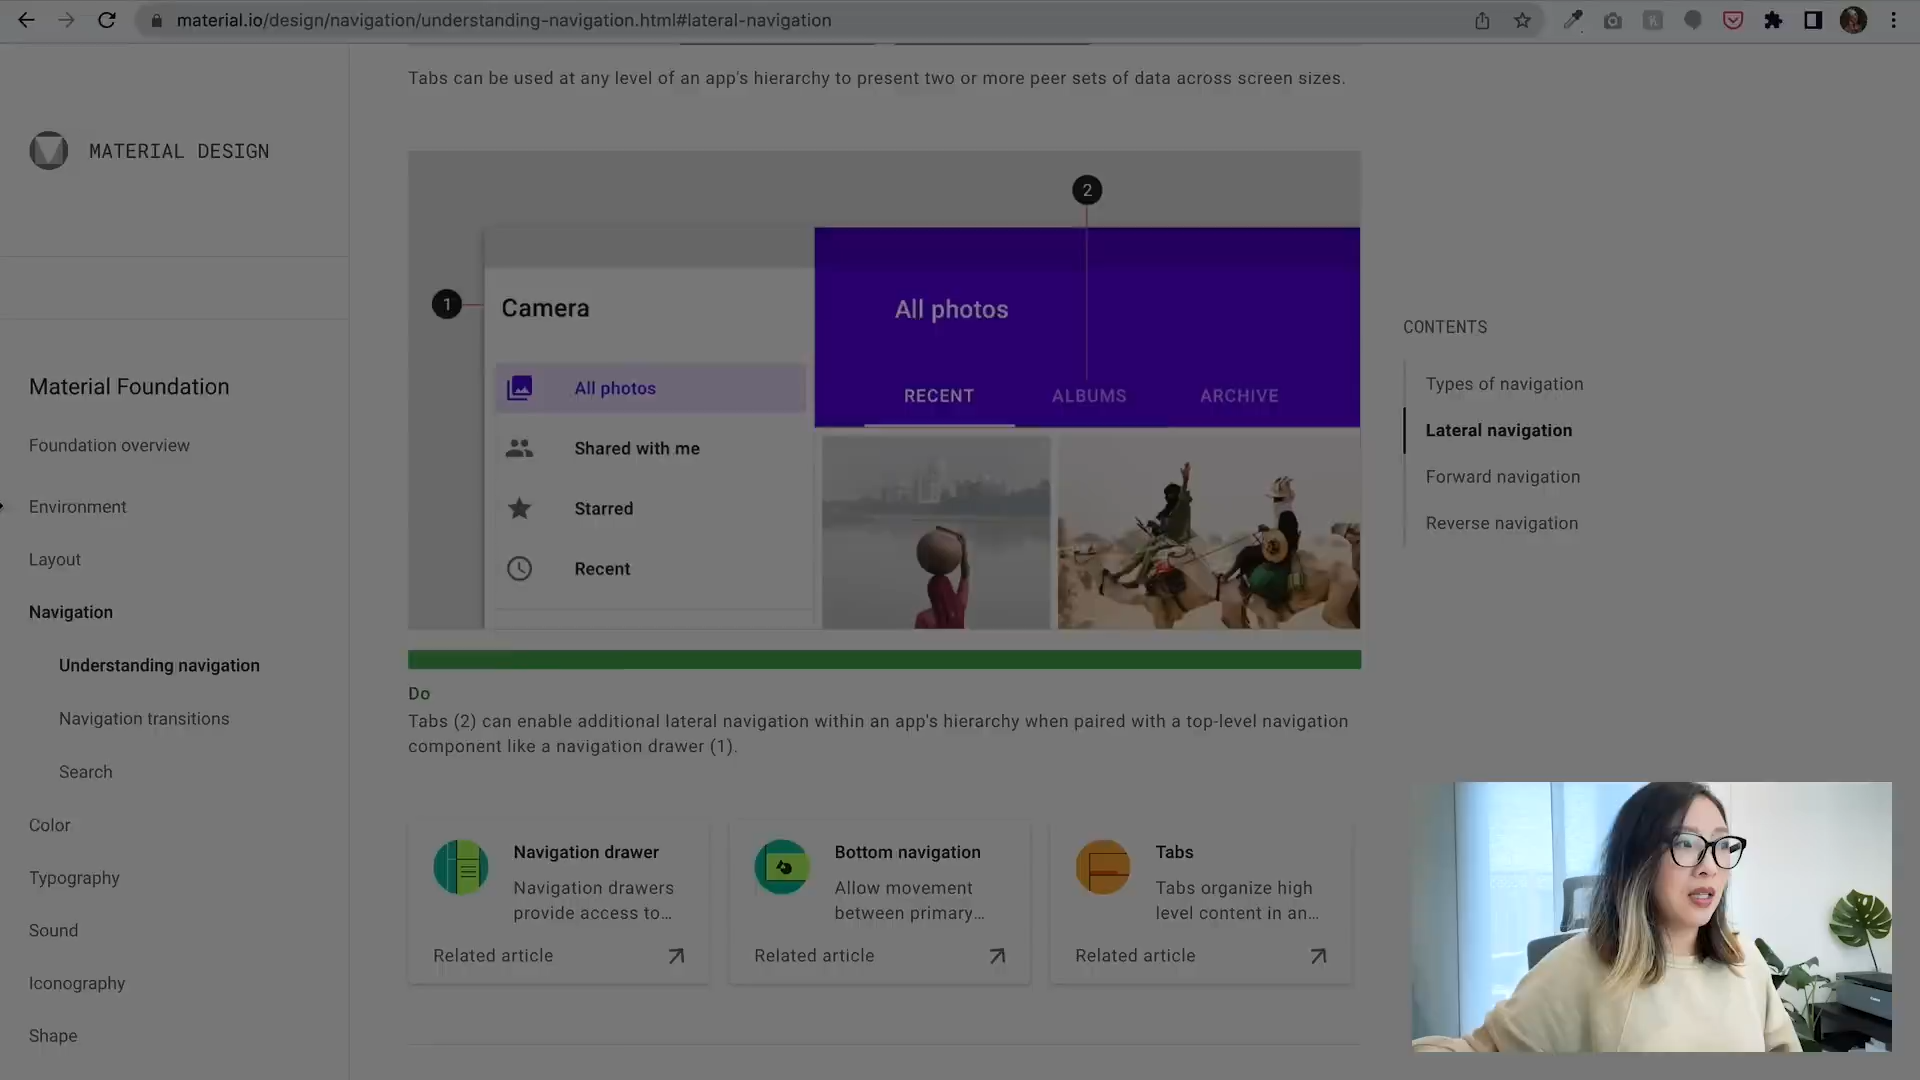 material.io/design/navigation/understanding-navigation.html#lateral-navigation
Tabs can be used at any level of an app's hierarchy to present two or more peer sets of data across screen sizes.
MATERIAL DESIGN
Material Foundation
Foundation overview
Environment
Layout
Navigation
Understanding navigation
Navigation transitions
Search
Color
Typography
Sound
Iconography
Shape
1
2
Camera
All photos
Shared with me
Starred
Recent
All photos
RECENT
ALBUMS
ARCHIVE
Do
Tabs (2) can enable additional lateral navigation within an app's hierarchy when paired with a top-level navigation
component like a navigation drawer (1).
Navigation drawer
Navigation drawers
provide access to…
Related article
Bottom navigation
Allow movement
between primary…
Related article
Tabs
Tabs organize high
level content in an…
Related article
CONTENTS
Types of navigation
Lateral navigation
Forward navigation
Reverse navigation